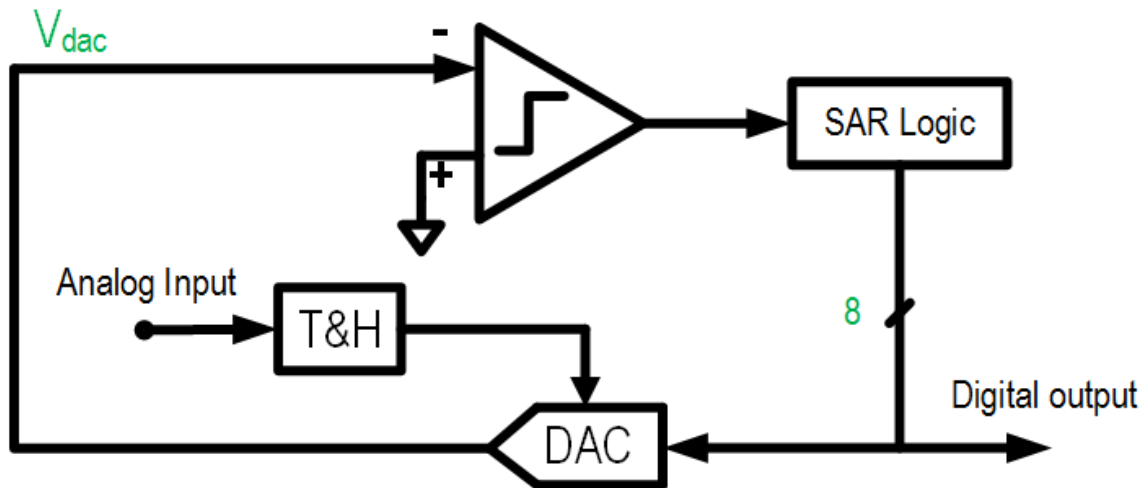 Vdac
-
+
SAR Logic
Analog Input
T&H
8
Digital output
DAC